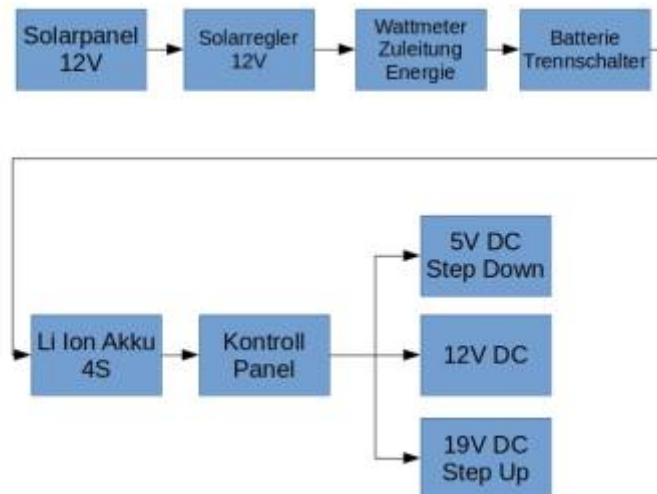 Solarpanel
12V
Solarregler
12V
Wattmeter
Zuleitung
Energie
Batterie
Trennschalter
5V DC
Step Down
Li Ion Akku
4S
Kontroll
Panel
12V DC
19V DC
Step Up